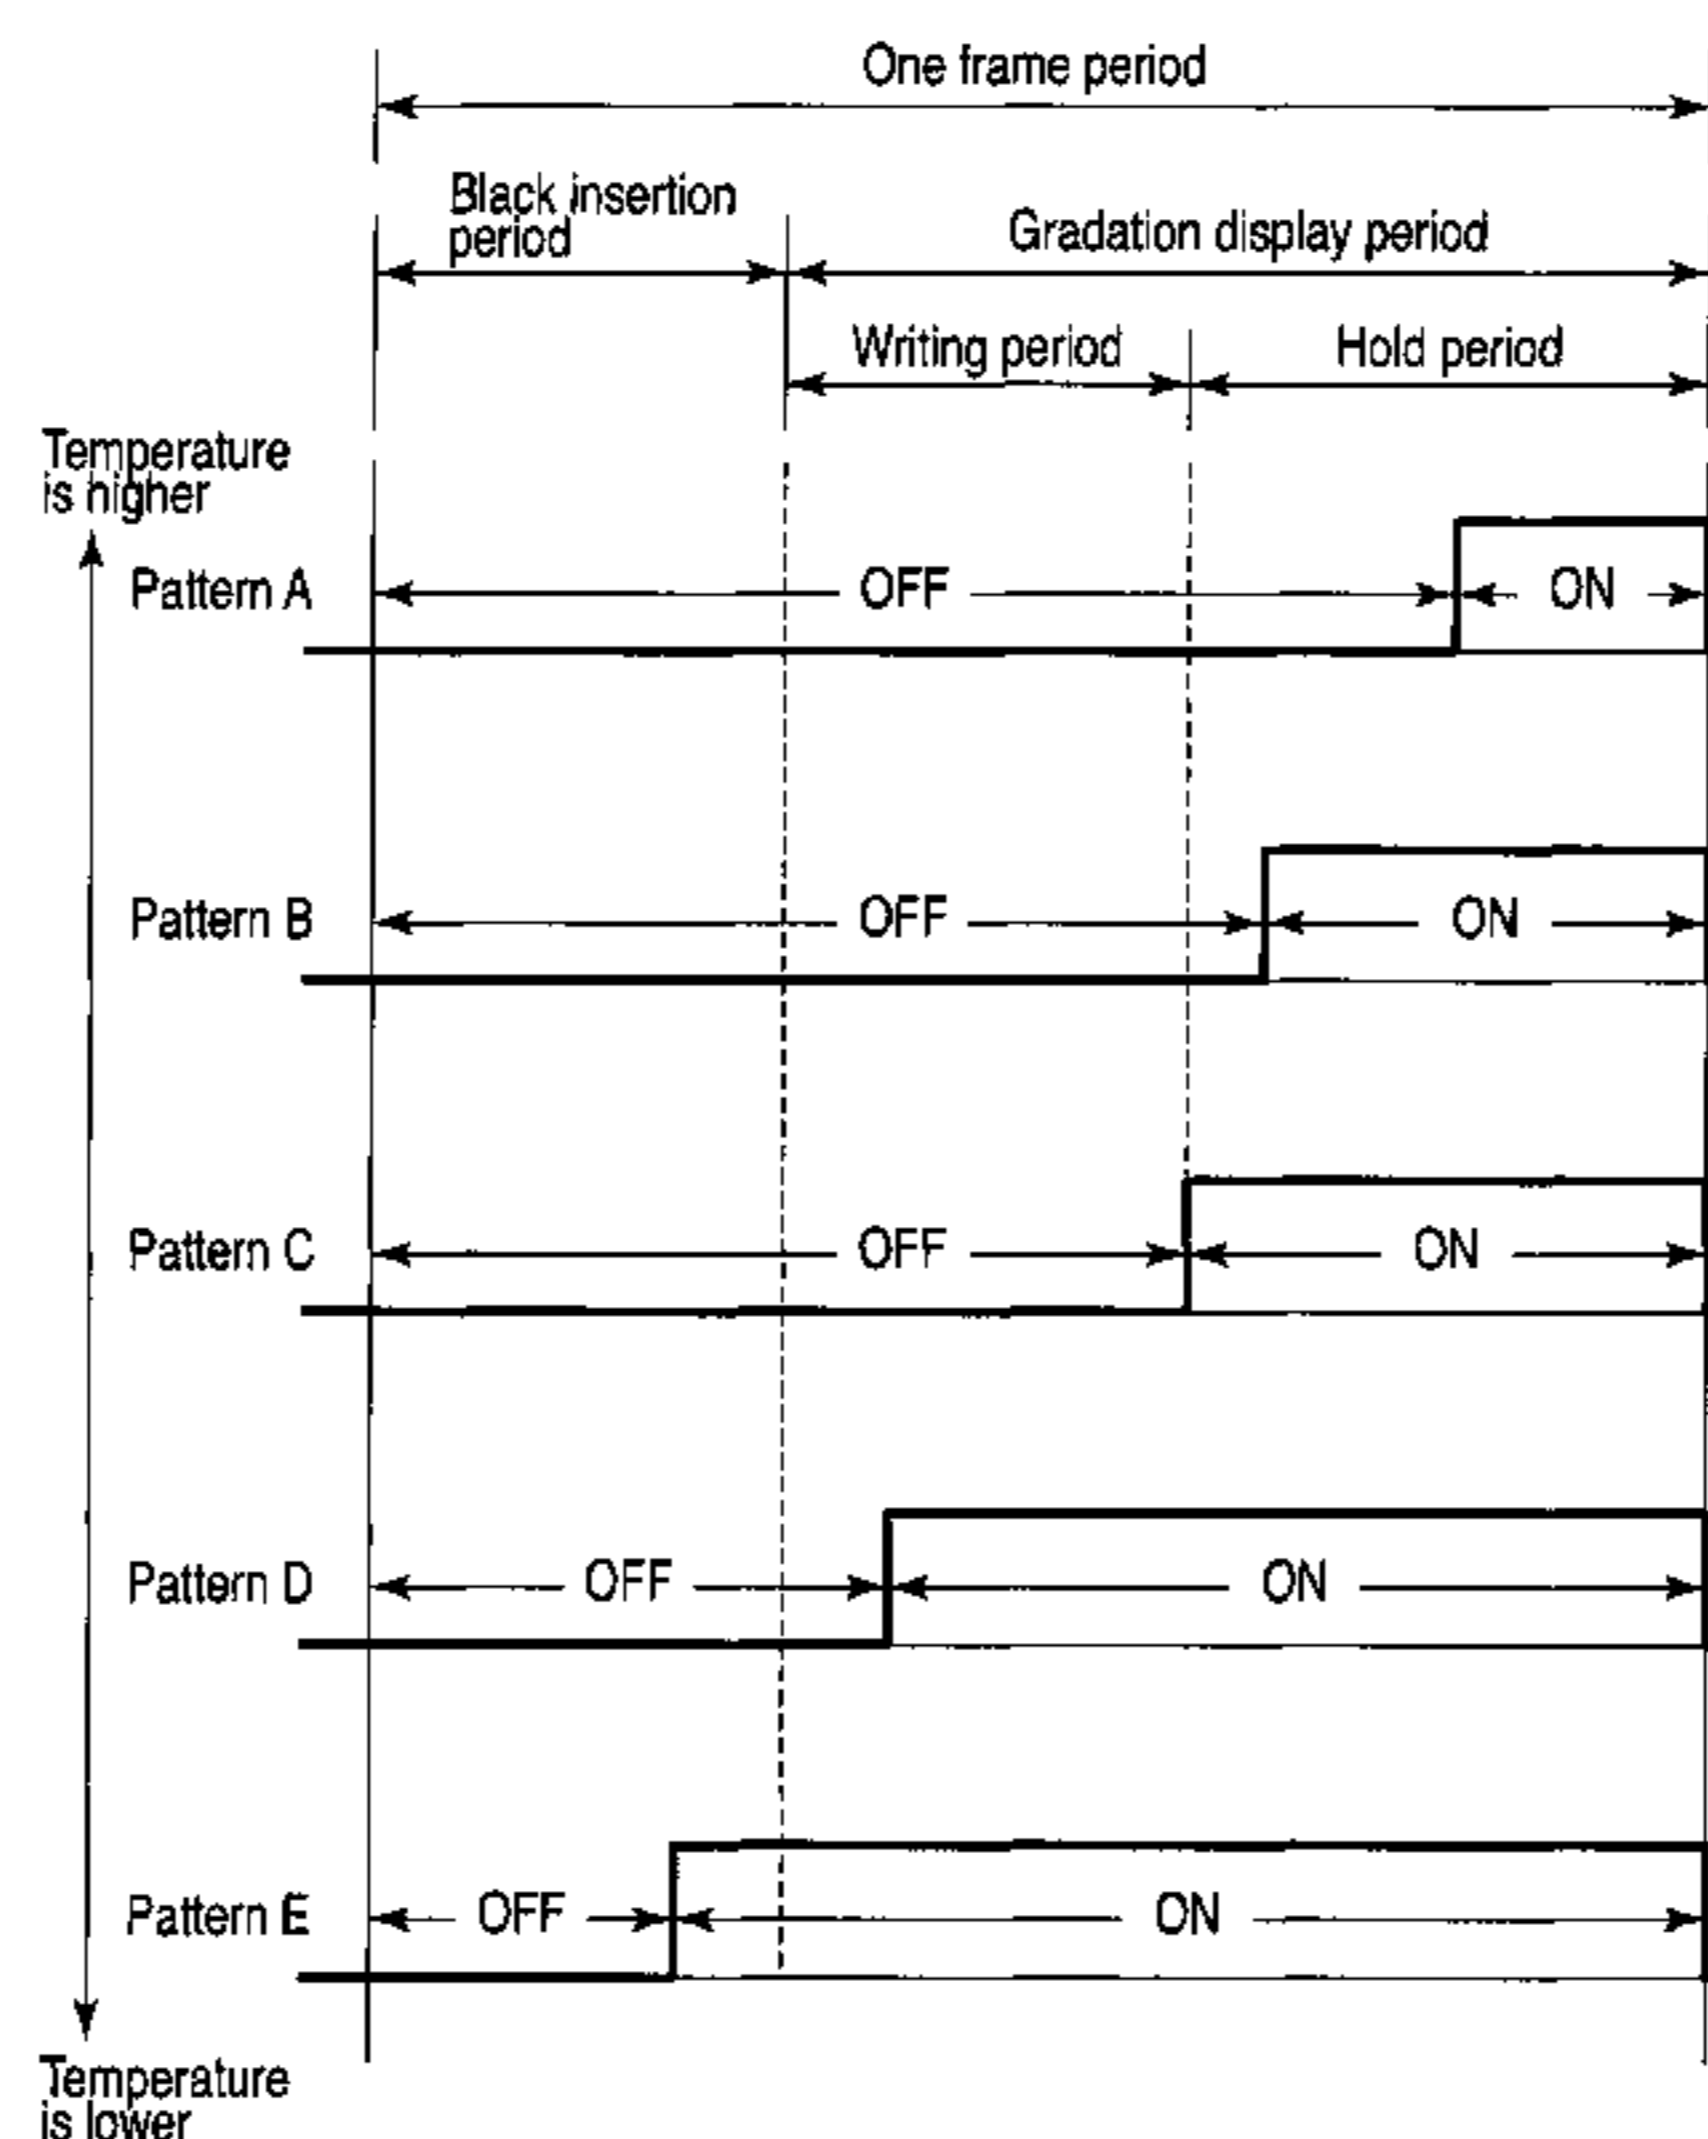 One frame period
Black insertion
period
Gradation display period
Writing period
Hold period
Temperature
is higher
Pattern A
OFF
ON
Pattern B
OFF
ON
Pattern C
OFF
ON
Pattern D
OFF
ON
Pattern E
OFF
ON
Temperature
is lower